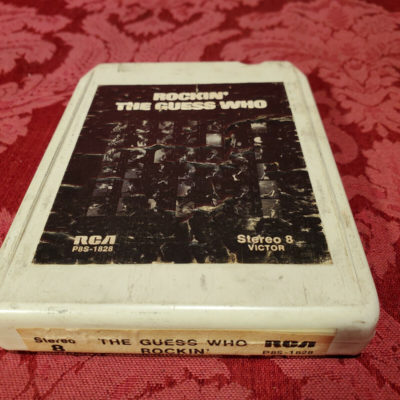 ROCKIN'
THE GUESS WHO
RCA
P8S-1828
Stereo 8
VICTOR
Stereo
8
THE GUESS WHO
ROCKIN'
RCA
P8S-1828